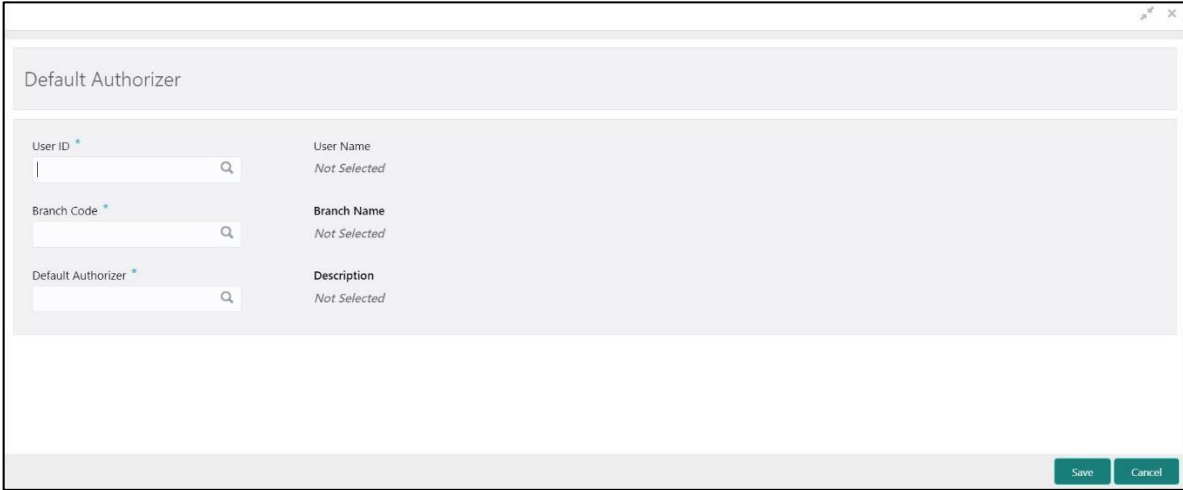 Default Authorizer
User ID *
User Name
Not Selected
Branch Code *
Branch Name
Not Selected
Default Authorizer *
Description
Not Selected
Save
Cancel